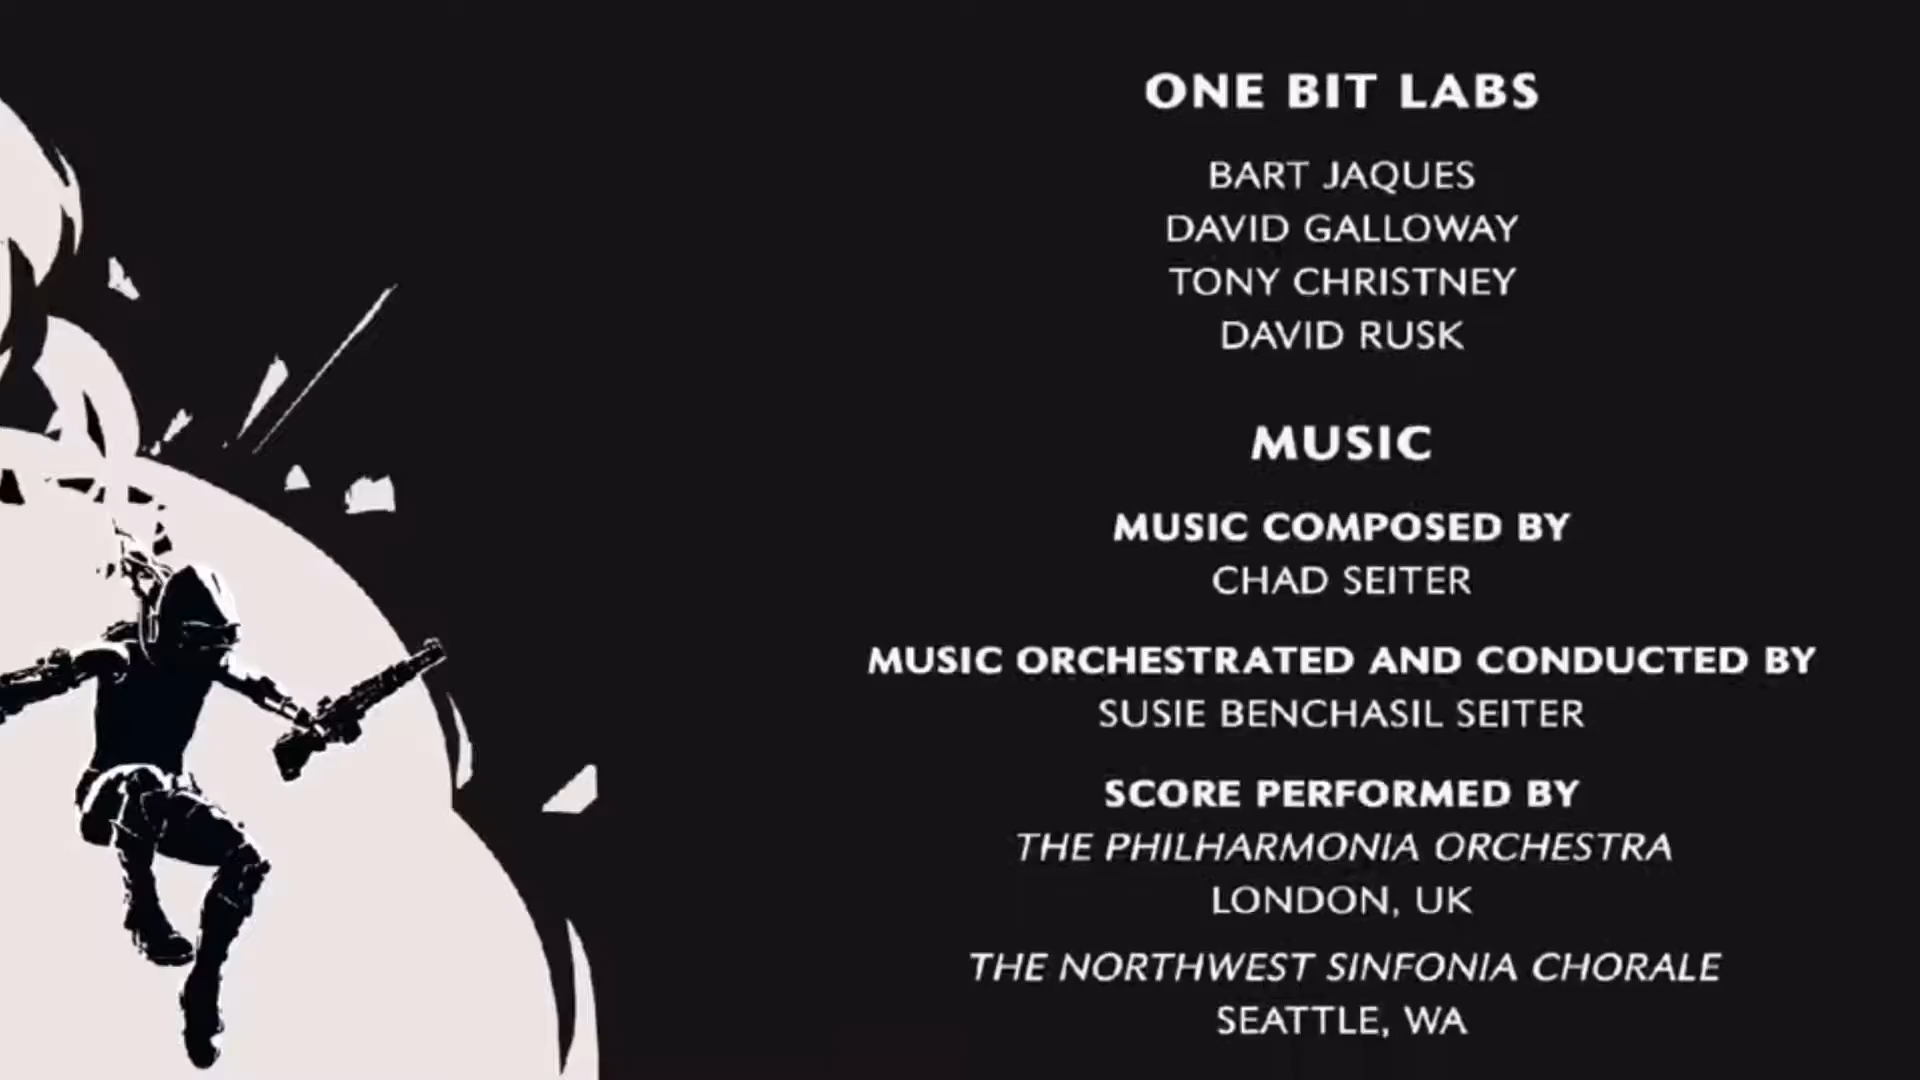 ONE BIT LABS
BART JAQUES
DAVID GALLOWAY
TONY CHRISTNEY
DAVID RUSK
MUSIC
MUSIC COMPOSED BY
CHAD SEITER
MUSIC ORCHESTRATED AND CONDUCTED BY
SUSIE BENCHASIL SEITER
SCORE PERFORMED BY
THE PHILHARMONIA ORCHESTRA
LONDON, UK
THE NORTHWEST SINFONIA CHORALE
SEATTLE, WA